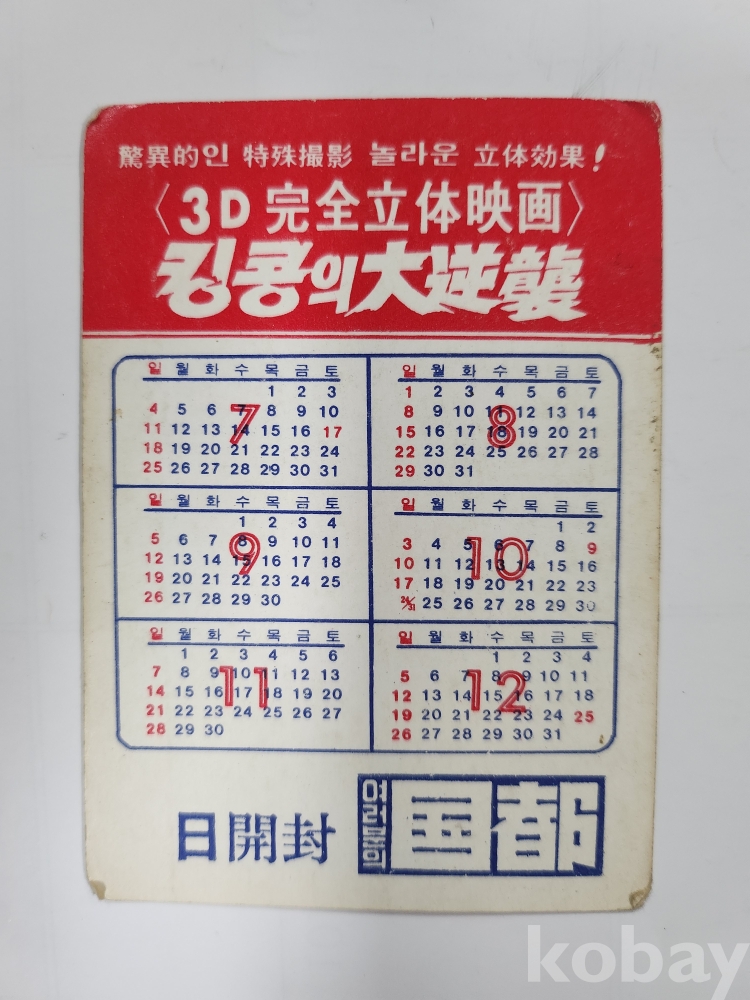 驚異的인 特殊撮影 놀라운 立体効果!
〈3D 完全立体映画〉
킹콩의大逆襲
일 월 화 수 목 금 토
1 2 3
4 5 6 7 8 9 10
11 12 13 14 15 16 17
18 19 20 21 22 23 24
25 26 27 28 29 30 31
7
일 월 화 수 목 금 토
1 2 3 4 5 6 7
8 9 10 11 12 13 14
15 16 17 18 19 20 21
22 23 24 25 26 27 28
29 30 31
8
일 월 화 수 목 금 토
1 2 3 4
5 6 7 8 9 10 11
12 13 14 15 16 17 18
19 20 21 22 23 24 25
26 27 28 29 30
9
일 월 화 수 목 금 토
1 2
3 4 5 6 7 8 9
10 11 12 13 14 15 16
17 18 19 20 21 22 23
24/31 25 26 27 28 29 30
10
일 월 화 수 목 금 토
1 2 3 4 5 6
7 8 9 10 11 12 13
14 15 16 17 18 19 20
21 22 23 24 25 26 27
28 29 30
11
일 월 화 수 목 금 토
1 2 3 4
5 6 7 8 9 10 11
12 13 14 15 16 17 18
19 20 21 22 23 24 25
26 27 28 29 30 31
12
日開封
여러분의
国都
kobay